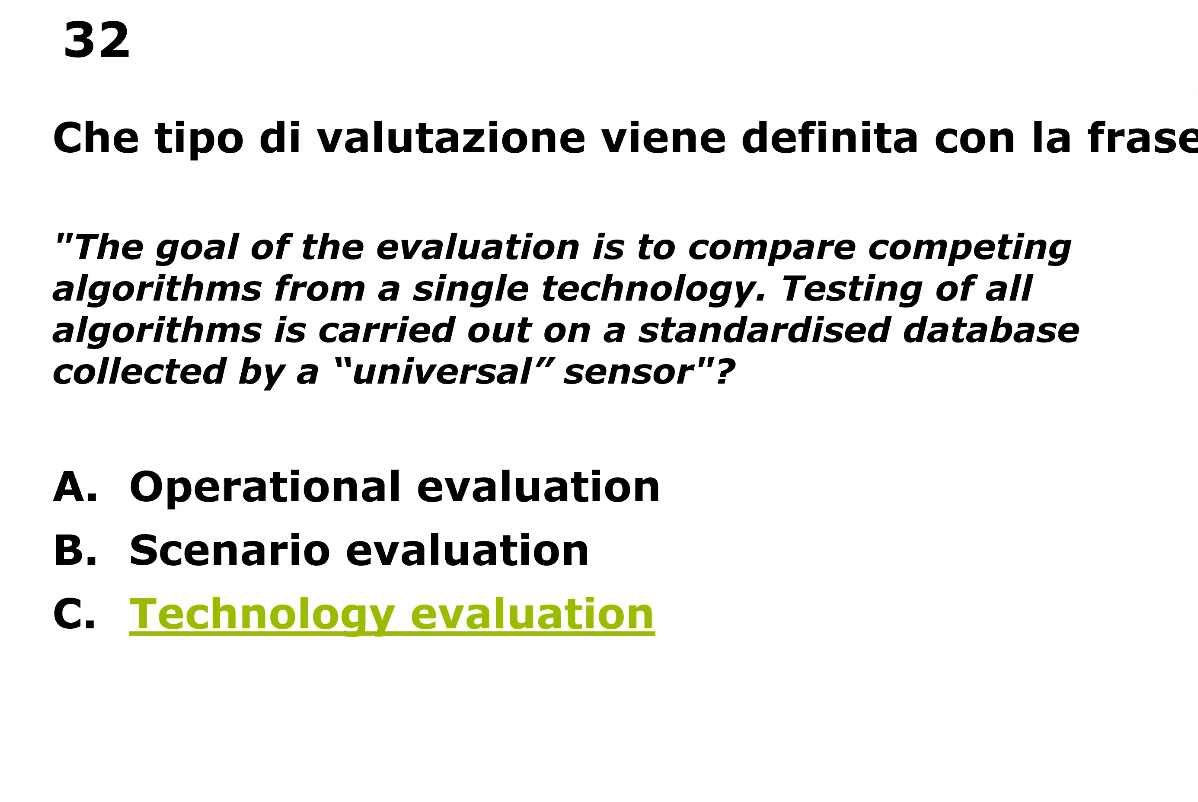 32
Che tipo di valutazione viene definita con la frase
"The goal of the evaluation is to compare competing
algorithms from a single technology. Testing of all
algorithms is carried out on a standardised database
collected by a “universal” sensor"?
A. Operational evaluation
B. Scenario evaluation
C. Technology evaluation